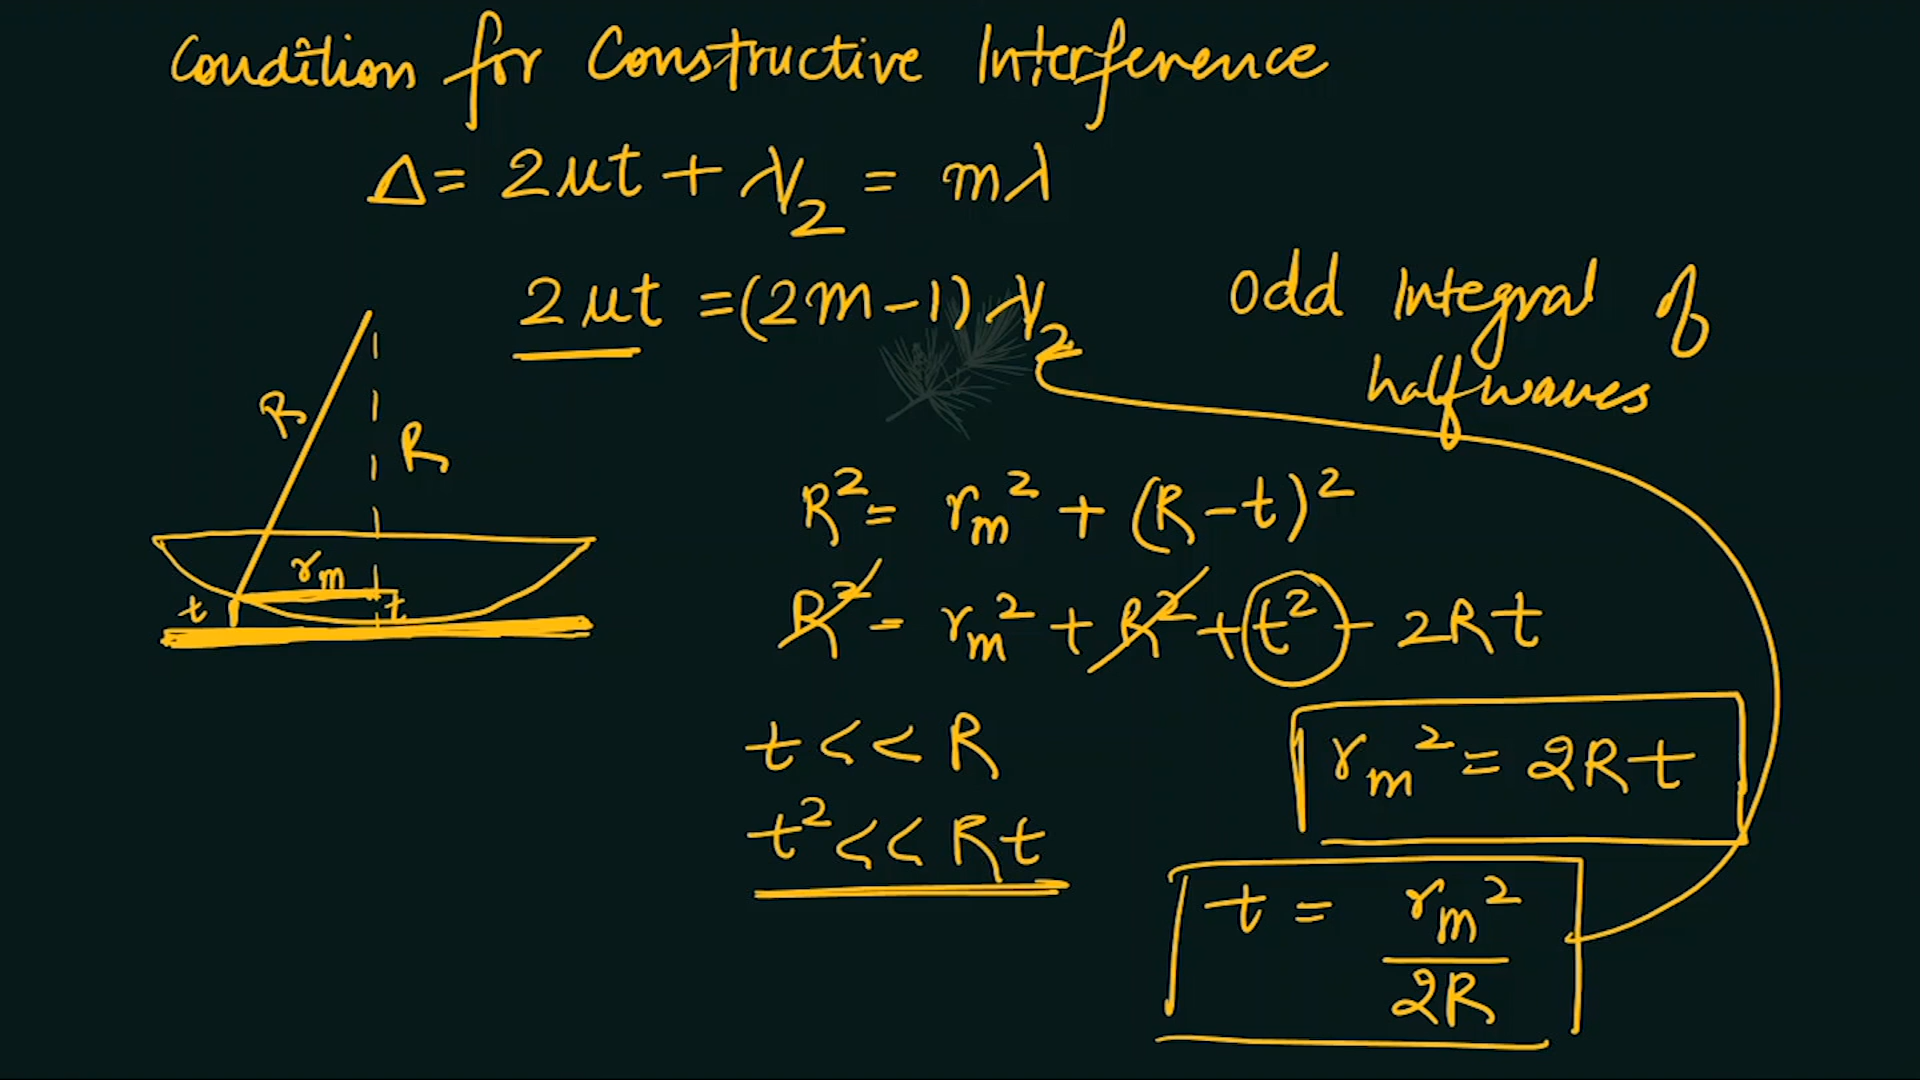 Condition for Constructive Interference
Δ = 2μt + λ/2 = mλ
2μt = (2m-1) λ/2
Odd Integral of
halfwaves
R
R
rm
t
t
R² = rm² + (R-t)²
R² = rm² + R² + t² - 2Rt
t << R
t² << Rt
rm² = 2Rt
t = rm²/2R